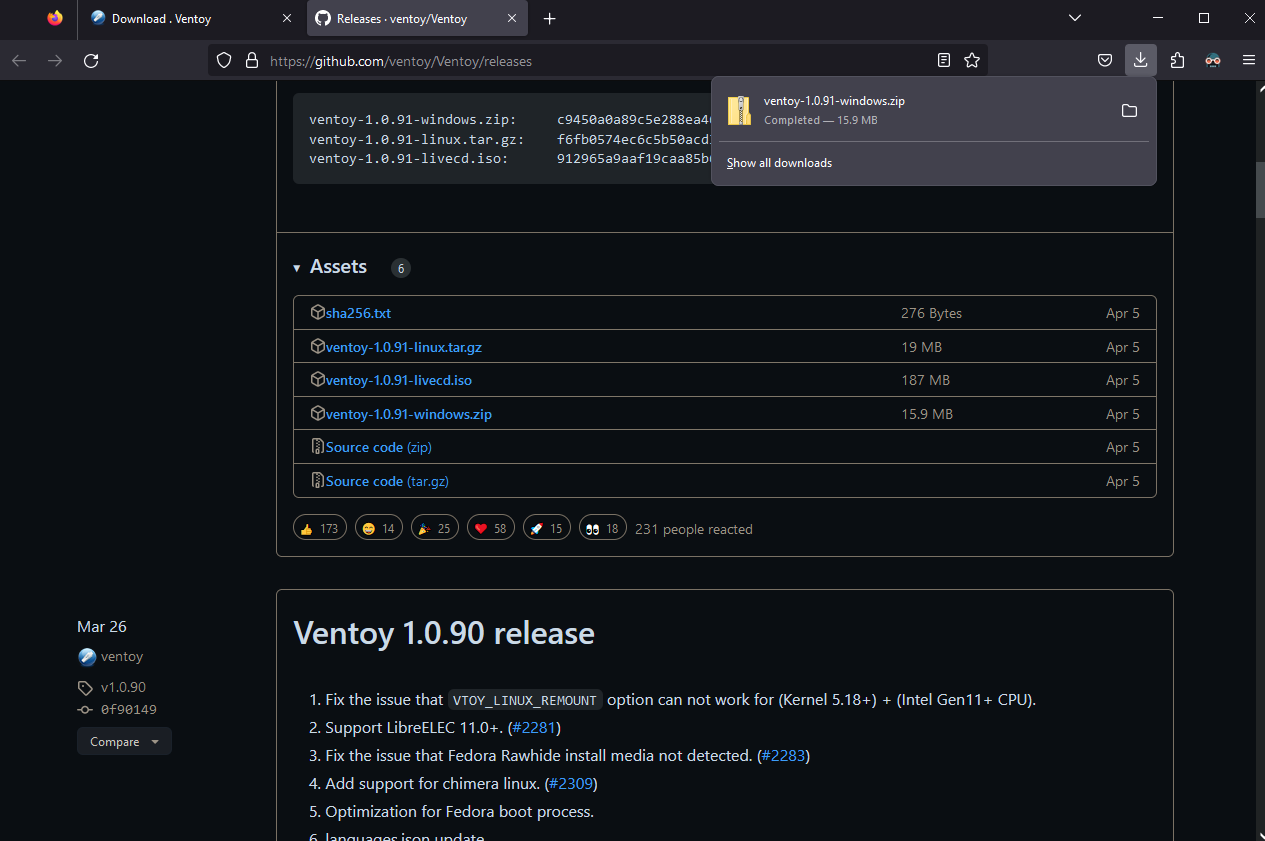 Download . Ventoy
Releases · ventoy/Ventoy
https://github.com/ventoy/Ventoy/releases
ventoy-1.0.91-windows.zip
Completed — 15.9 MB
Show all downloads
ventoy-1.0.91-windows.zip: c9450a0a89c5e288ea4
ventoy-1.0.91-linux.tar.gz: f6fb0574ec6c5b50acd
ventoy-1.0.91-livecd.iso: 912965a9aaf19caa85b
Assets 6
sha256.txt 276 Bytes Apr 5
ventoy-1.0.91-linux.tar.gz 19 MB Apr 5
ventoy-1.0.91-livecd.iso 187 MB Apr 5
ventoy-1.0.91-windows.zip 15.9 MB Apr 5
Source code (zip) Apr 5
Source code (tar.gz) Apr 5
👍 173 😄 14 🎉 25 ❤️ 58 🚀 15 👀 18 231 people reacted
Mar 26
ventoy
v1.0.90
0f90149
Compare
Ventoy 1.0.90 release
1. Fix the issue that VTOY_LINUX_REMOUNT option can not work for (Kernel 5.18+) + (Intel Gen11+ CPU).
2. Support LibreELEC 11.0+. (#2281)
3. Fix the issue that Fedora Rawhide install media not detected. (#2283)
4. Add support for chimera linux. (#2309)
5. Optimization for Fedora boot process.
6. languages.json update